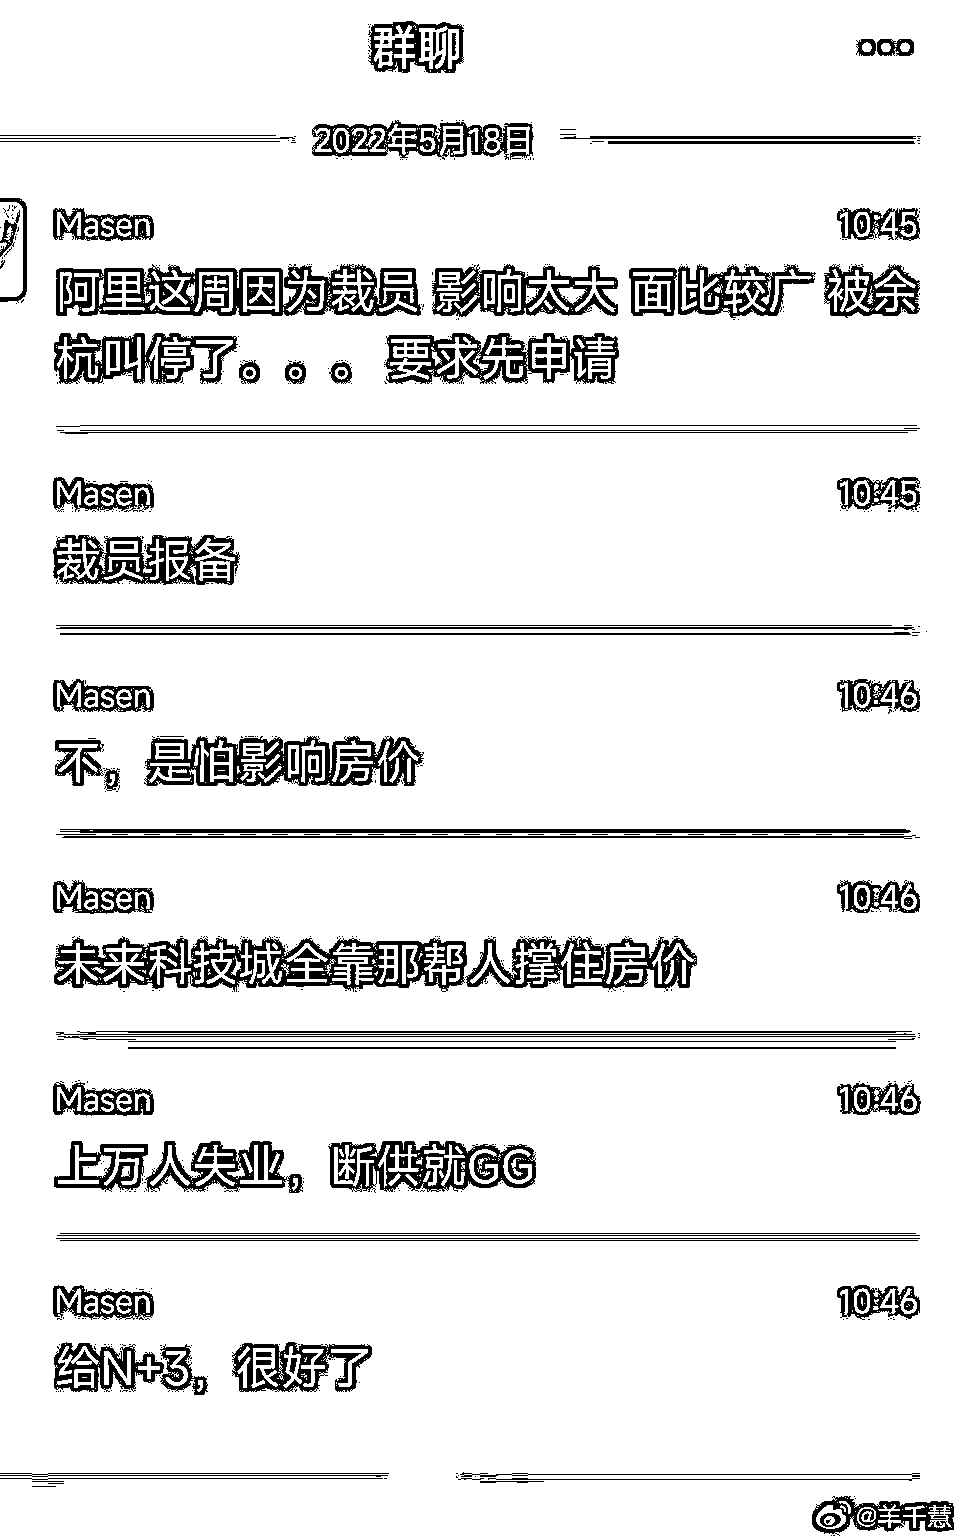 群聊
2022年5月18日
Masen 10:45
阿里这周因为裁员 影响太大 面比较广 被余
杭叫停了。。。 要求先申请
Masen 10:45
裁员报备
Masen 10:46
不，是怕影响房价
Masen 10:46
未来科技城全靠那帮人撑住房价
Masen 10:46
上万人失业，断供就GG
Masen 10:46
给N+3，很好了
@羊千慧